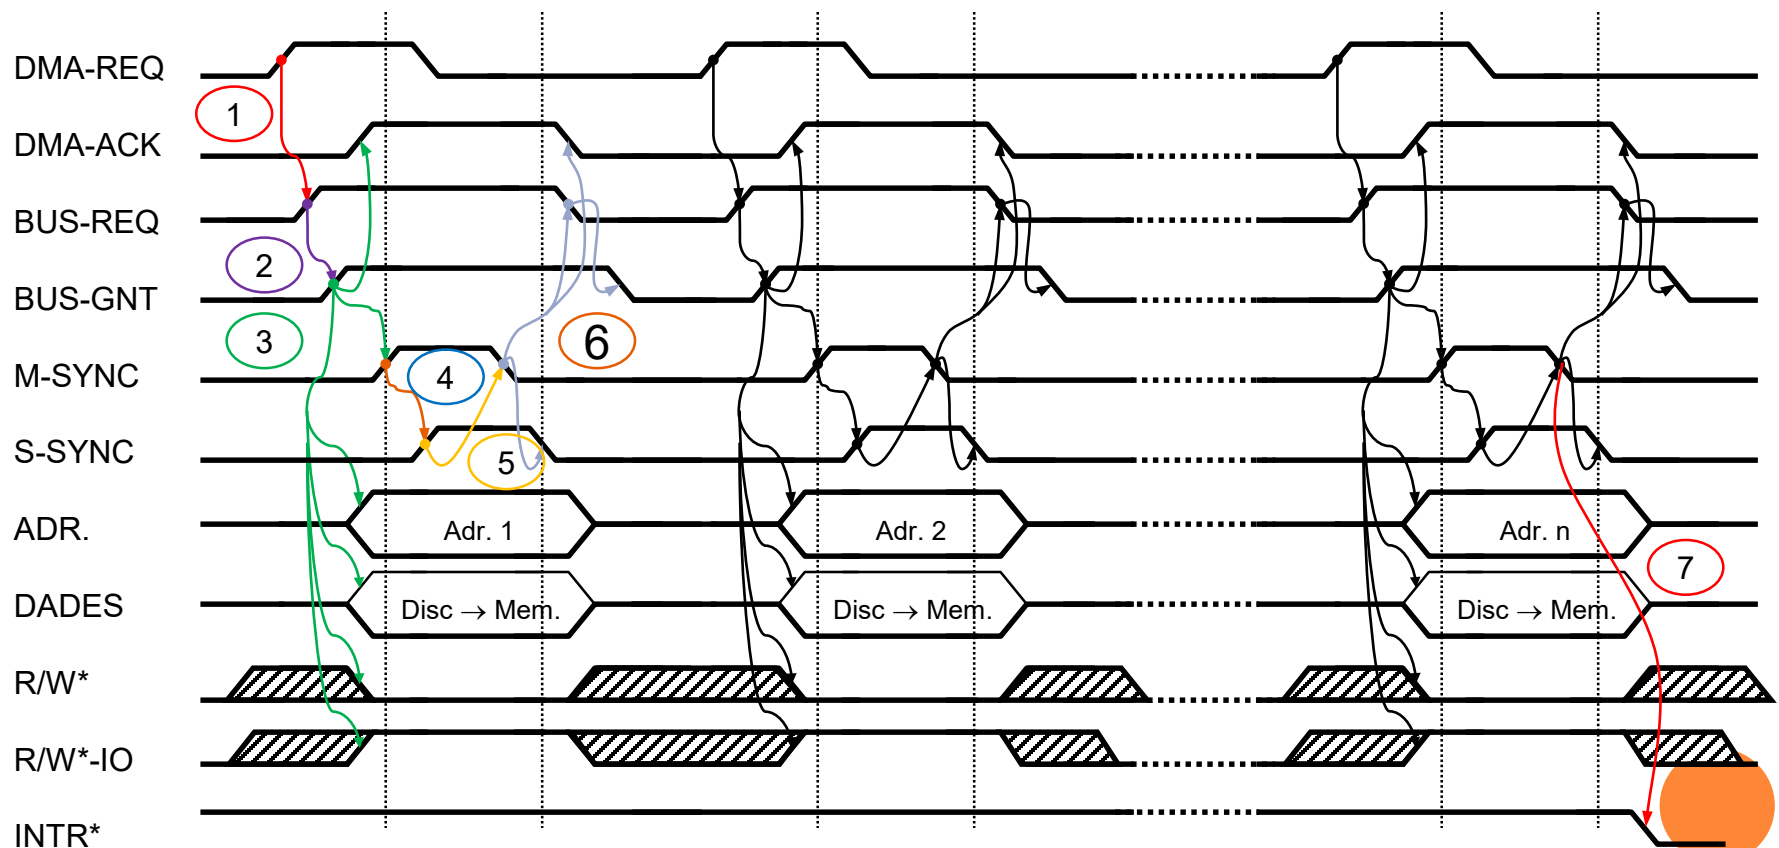 DMA-REQ
1
DMA-ACK
BUS-REQ
2
BUS-GNT
3
6
M-SYNC
4
S-SYNC
5
ADR.
Adr. 1
Adr. 2
Adr. n
7
DADES
Disc → Mem.
Disc → Mem.
Disc → Mem.
R/W*
R/W*-IO
INTR*